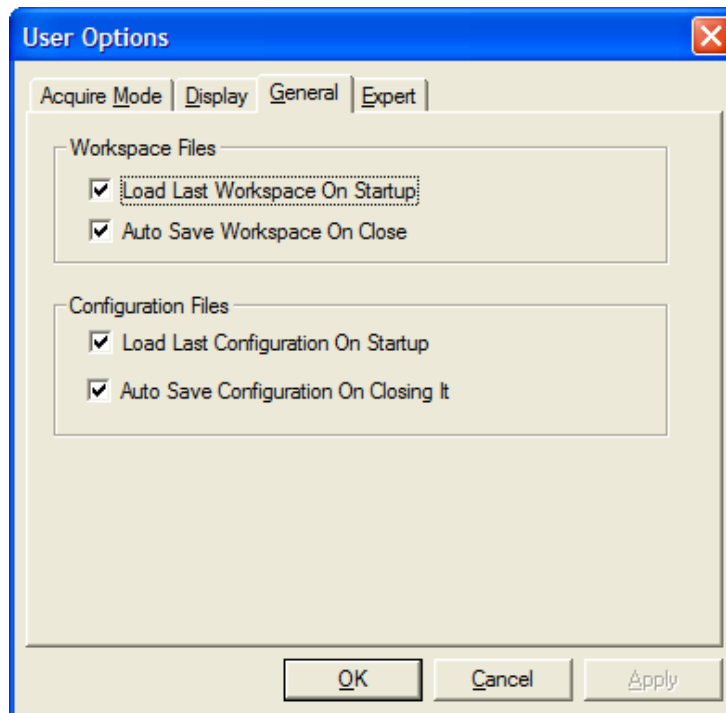 User Options
Acquire Mode Display General Expert
Workspace Files
Load Last Workspace On Startup
Auto Save Workspace On Close
Configuration Files
Load Last Configuration On Startup
Auto Save Configuration On Closing It
OK Cancel Apply